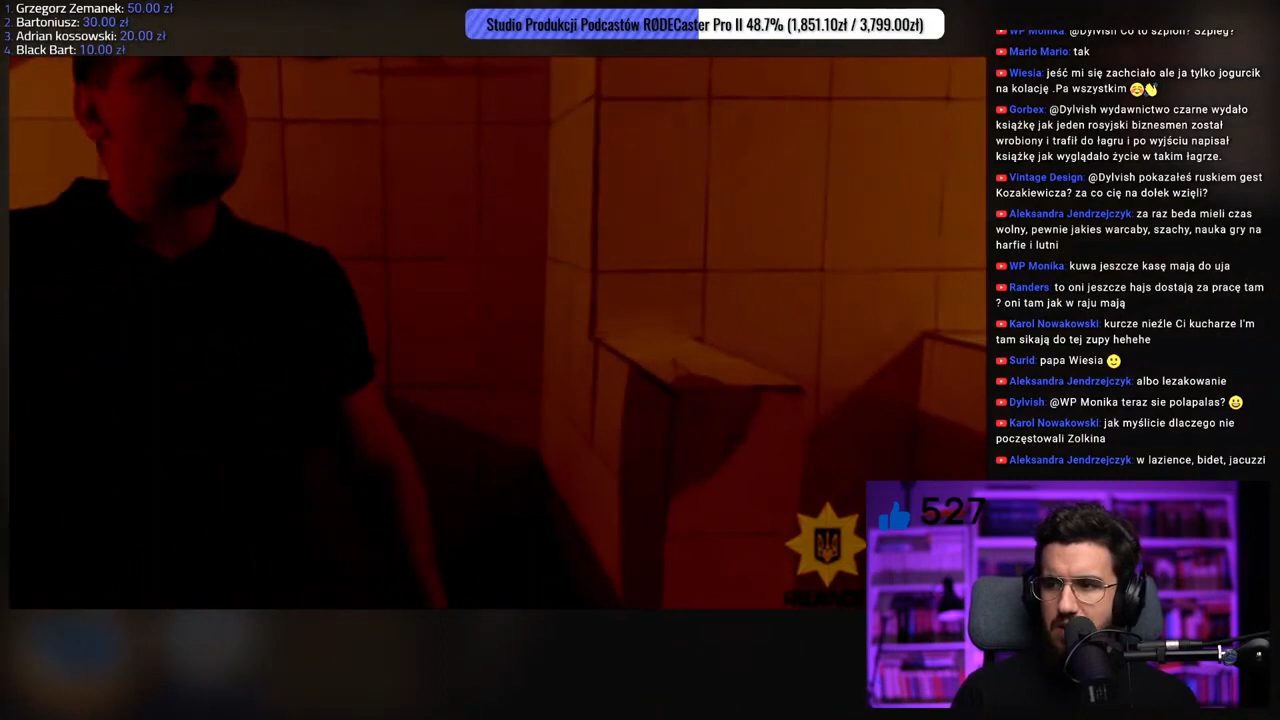 1. Grzegorz Zemanek: 50.00 zł
2. Bartoniusz: 30.00 zł
3. Adrian kossowski: 20.00 zł
4. Black Bart: 10.00 zł
Studio Produkcji Podcastów RØDECaster Pro II 48.7% (1,851.10zł / 3,799.00zł)
WP Monika: @Dylvish Co to szpion? Szpieg?
Mario Mario: tak
Wiesia: jeść mi się zachciało ale ja tylko jogurcik
na kolację .Pa wszystkim ☺️👋
Gorbex: @Dylvish wydawnictwo czarne wydało
książkę jak jeden rosyjski biznesmen został
wrobiony i trafił do łagru i po wyjściu napisał
książkę jak wyglądało życie w takim łagrze.
Vintage Design: @Dylvish pokazałeś ruskiem gest
Kozakiewicza? za co cię na dołek wzięli?
Aleksandra Jendrzejczyk: za raz beda mieli czas
wolny, pewnie jakies warcaby, szachy, nauka gry na
harfie i lutni
WP Monika: kuwa jeszcze kasę mają do uja
Randers: to oni jeszcze hajs dostają za pracę tam
? oni tam jak w raju mają
Karol Nowakowski: kurcze nieźle Ci kucharze I'm
tam sikają do tej zupy hehehe
Surid: papa Wiesia 🙂
Aleksandra Jendrzejczyk: albo lezakowanie
Dylvish: @WP Monika teraz sie polapalas? 😀
Karol Nowakowski: jak myślicie dlaczego nie
poczęstowali Zolkina
Aleksandra Jendrzejczyk: w lazience, bidet, jacuzzi
527